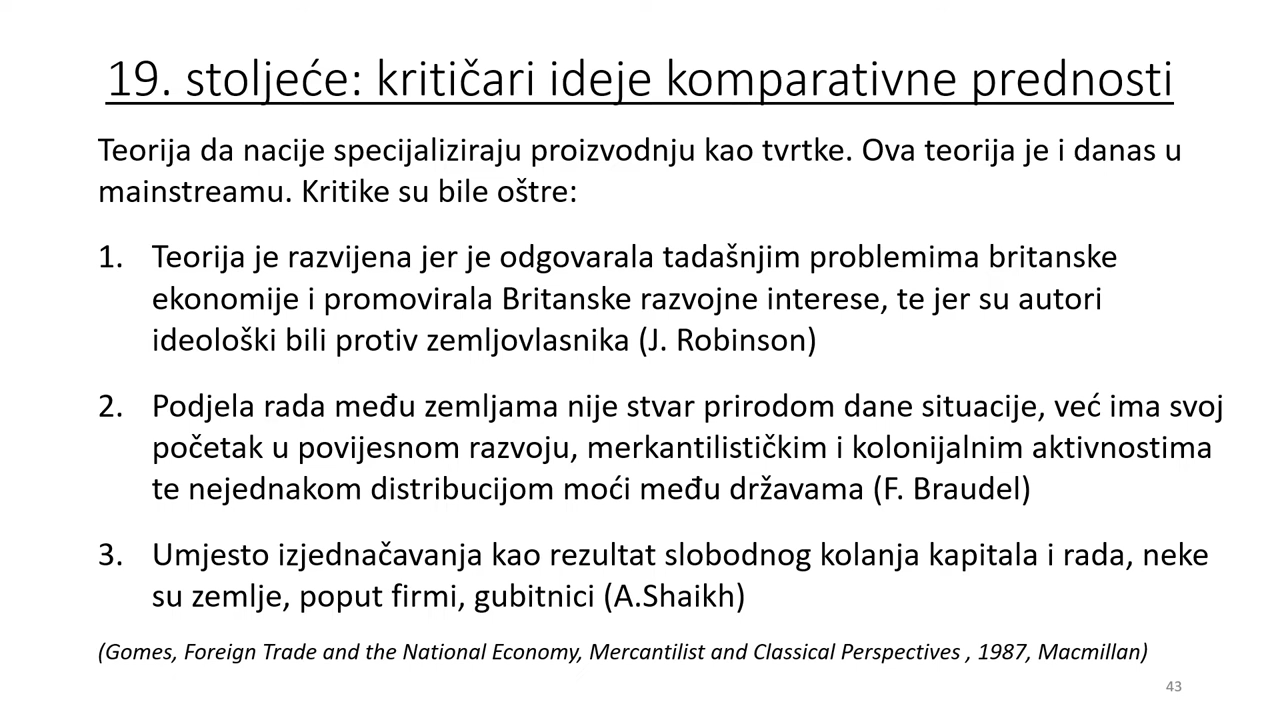 19. stoljeće: kritičari ideje komparativne prednosti
Teorija da nacije specijaliziraju proizvodnju kao tvrtke. Ova teorija je i danas u
mainstreamu. Kritike su bile oštre:
1. Teorija je razvijena jer je odgovarala tadašnjim problemima britanske
ekonomije i promovirala Britanske razvojne interese, te jer su autori
ideološki bili protiv zemljovlasnika (J. Robinson)
2. Podjela rada među zemljama nije stvar prirodom dane situacije, već ima svoj
početak u povijesnom razvoju, merkantilističkim i kolonijalnim aktivnostima
te nejednakom distribucijom moći među državama (F. Braudel)
3. Umjesto izjednačavanja kao rezultat slobodnog kolanja kapitala i rada, neke
su zemlje, poput firmi, gubitnici (A.Shaikh)
(Gomes, Foreign Trade and the National Economy, Mercantilist and Classical Perspectives , 1987, Macmillan)
43